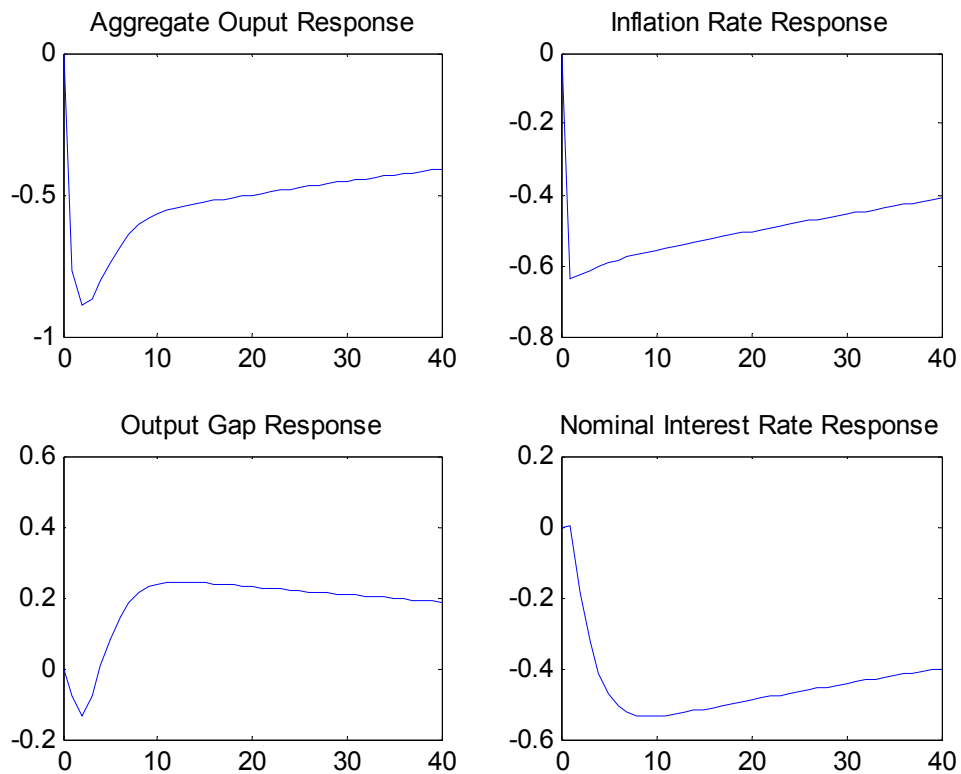 Aggregate Ouput Response
0
-0.5
-1
0 10 20 30 40
Inflation Rate Response
0
-0.2
-0.4
-0.6
-0.8
0 10 20 30 40
Output Gap Response
0.6
0.4
0.2
0
-0.2
0 10 20 30 40
Nominal Interest Rate Response
0.2
0
-0.2
-0.4
-0.6
0 10 20 30 40